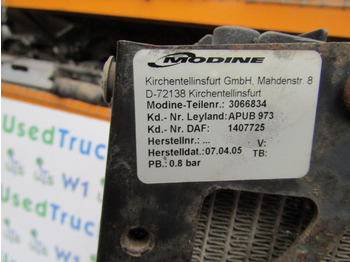 MODINE
Kirchentellinsfurt GmbH, Mahdenstr. 8
D-72138 Kirchentellinsfurt
Modine-Teilenr.: 3066834
Kd.- Nr. Leyland: APUB 973
Kd.- Nr. DAF: 1407725
Herstellnr.: ... V:
Herstelldat.:07.04.05 TB:
PB.: 0.8 bar
UsedTruc
W1
UsedTruc
W1